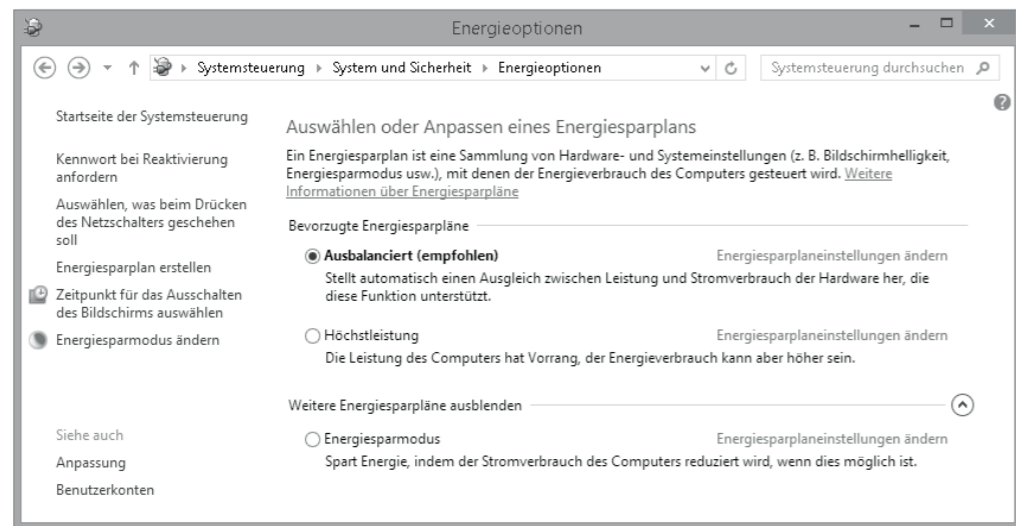 Energieoptionen
Systemsteuerung
System und Sicherheit
Energieoptionen
Systemsteuerung durchsuchen
Startseite der Systemsteuerung
Kennwort bei Reaktivierung
anfordern
Auswählen, was beim Drücken
des Netzschalters geschehen
soll
Energiesparplan erstellen
Zeitpunkt für das Ausschalten
des Bildschirms auswählen
Energiesparmodus ändern
Siehe auch
Anpassung
Benutzerkonten
Auswählen oder Anpassen eines Energiesparplans
Ein Energiesparplan ist eine Sammlung von Hardware- und Systemeinstellungen (z. B. Bildschirmhelligkeit,
Energiesparmodus usw.), mit denen der Energieverbrauch des Computers gesteuert wird. Weitere
Informationen über Energiesparpläne
Bevorzugte Energiesparpläne
Ausbalanciert (empfohlen)
Energiesparplaneinstellungen ändern
Stellt automatisch einen Ausgleich zwischen Leistung und Stromverbrauch der Hardware her, die
diese Funktion unterstützt.
Höchstleistung
Energiesparplaneinstellungen ändern
Die Leistung des Computers hat Vorrang, der Energieverbrauch kann aber höher sein.
Weitere Energiesparpläne ausblenden
Energiesparmodus
Energiesparplaneinstellungen ändern
Spart Energie, indem der Stromverbrauch des Computers reduziert wird, wenn dies möglich ist.